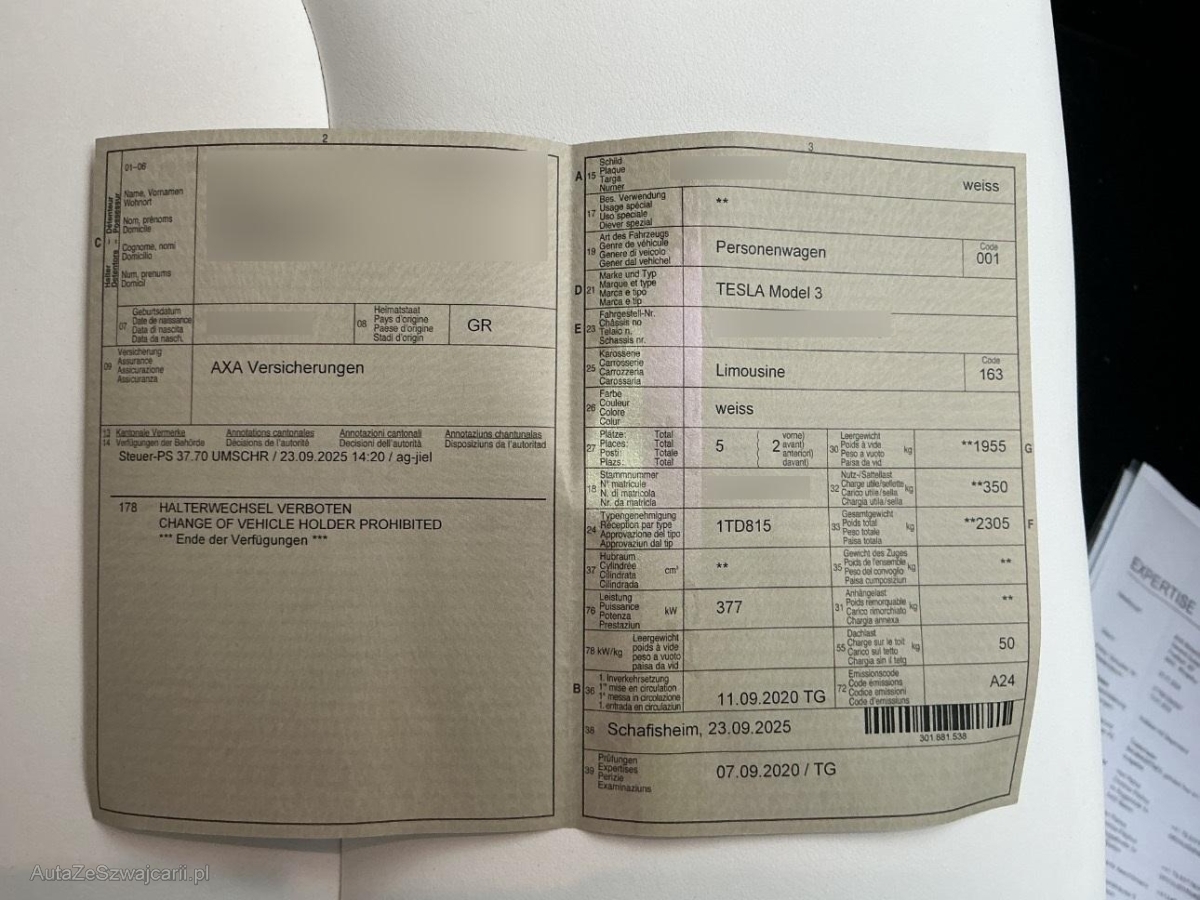 2
01-06
Name, Vornamen
Wohnort
Nom, prénoms
Domicile
Cognome, nomi
Domicilio
Num, prenums
Domicil
C
07
Geburtsdatum
Date de naissance
Data di nascita
Data da nasch.
08
Heimatstaat
Pays d'origine
Paese d'origine
Stadi d'origin
GR
09
Versicherung
Assurance
Assicurazione
Assicuranza
AXA Versicherungen
13 Kantonale Vermerke Annotations cantonales Annotazioni cantonali Annotaziuns chantunalas
14 Verfügungen der Behörde Décisions de l'autorité Decisioni dell'autorità Disposiziuns da l'autoritad
Steuer-PS 37.70 UMSCHR / 23.09.2025 14:20 / ag-jiel
178 HALTERWECHSEL VERBOTEN
CHANGE OF VEHICLE HOLDER PROHIBITED
*** Ende der Verfügungen ***
3
A 15
Schild
Plaque
Targa
Numer
weiss
17
Bes. Verwendung
Usage spécial
Uso speciale
Diever spezial
**
19
Art des Fahrzeugs
Genre de véhicule
Genere di veicolo
Gener dal vehichel
Personenwagen
Code
001
D 21
Marke und Typ
Marque et type
Marca e tipo
Marca e tip
TESLA Model 3
E 23
Fahrgestell-Nr.
Châssis no
Telaio n.
Schassis nr.
25
Karosserie
Carrosserie
Carrozzeria
Carossaria
Limousine
Code
163
26
Farbe
Couleur
Colore
Colur
weiss
27
Plätze: Total
Places: Total
Posti: Totale
Plazs: Total
5
2
vorne)
avant)
anteriori)
davant)
30
Leergewicht
Poids à vide
Peso a vuoto
Paisa da vid
kg
**1955
G
18
Stammnummer
N° matricule
N. di matricola
Nr. da matricla
32
Nutz-/Sattellast
Charge utile/sellette
Carico utile/sella
Chargia utila/sella
kg
**350
24
Typengenehmigung
Réception par type
Approvazione del tipo
Approvaziun dal tip
1TD815
33
Gesamtgewicht
Poids total
Peso totale
Paisa totala
kg
**2305
F
37
Hubraum
Cylindrée
Cilindrata
Cilindrada
cm³
**
35
Gewicht des Zuges
Poids de l'ensemble
Peso del convoglio
Paisa cumposiziun
kg
**
76
Leistung
Puissance
Potenza
Prestaziun
kW
377
31
Anhängelast
Poids remorquable
Carico rimorchiato
Chargia annexa
kg
**
78 kW/kg
Leergewicht
poids à vide
peso a vuoto
paisa da vid
55
Dachlast
Charge sur le toit
Carico sul tetto
Chargia sin il tetg
kg
50
B 36
1. Inverkehrsetzung
1re mise en circulation
1a messa in circolazione
1. entrada en circulaziun
11.09.2020 TG
72
Emissionscode
Code émissions
Codice emissioni
Code d'emissiuns
A24
38
Schafisheim, 23.09.2025
301 881 538
39
Prüfungen
Expertises
Perizie
Examinaziuns
07.09.2020 / TG
EXPERTISE
AutaZeSzwajcarii.pl